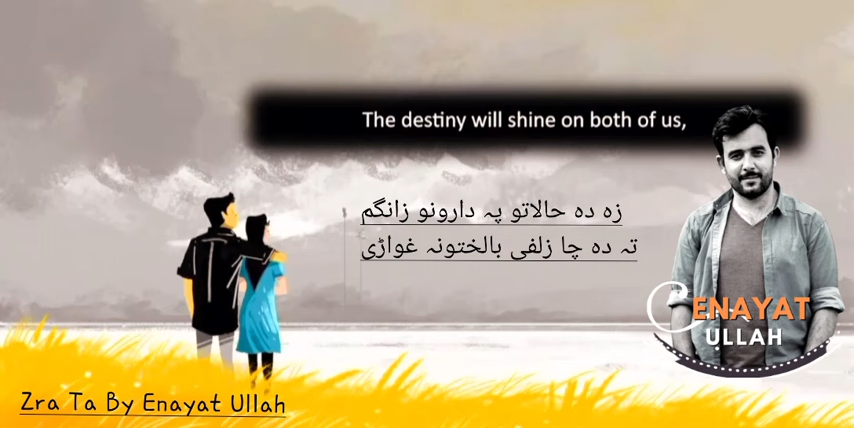 The destiny will shine on both of us,
زه ده حالاتو په دارونو زانګم
ته ده چا زلفی بالختونه غواړی
ENAYAT
ULLAH
Zra Ta By Enayat Ullah